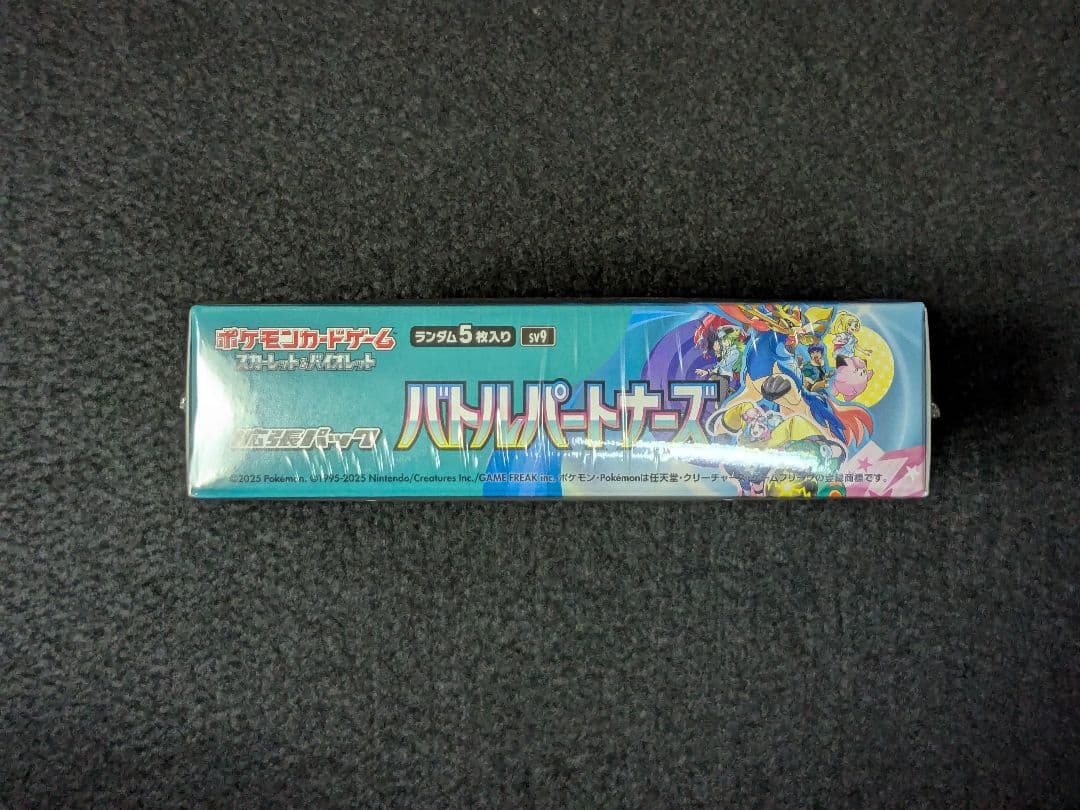 ポケモンカードゲーム
スカーレット&バイオレット
ランダム5枚入り
SV9
拡張パック
バトルパートナーズ
©2025 Pokémon. ©1995-2025 Nintendo/Creatures Inc./GAME FREAK inc. ポケモン・Pokémonは任天堂・クリーチャーズ・ゲームフリークの登録商標です。